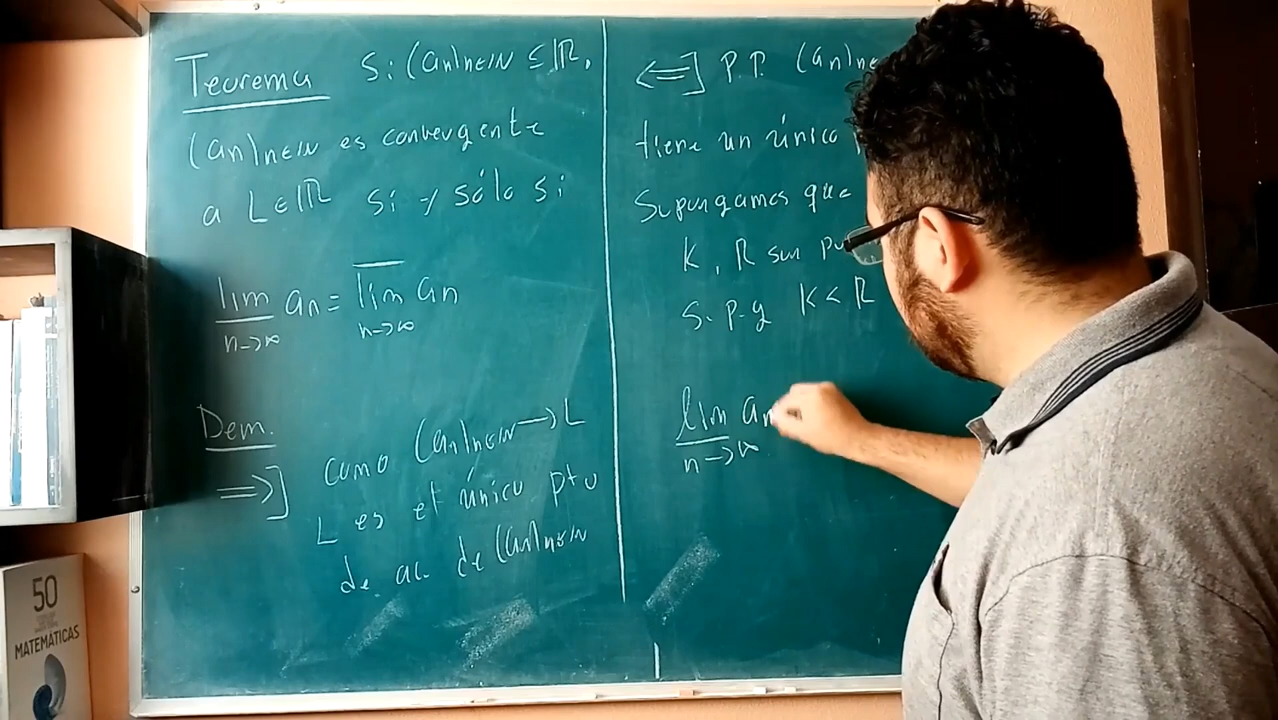 Teorema Si (an)n∈ℕ ⊆ ℝ,
(an)n∈ℕ es convergente
a L∈ℝ si y sólo si
lim an = lim an
n→∞ n→∞
Dem.
⇒] como (an)n∈ℕ → L
L es el único pto
de ac. de (an)n∈ℕ
⇐] P.P. (an)n∈
tiene un único
Supongamos que
K, R son
s.p.g K < R
lim an
n→∞
50
MATEMÁTICAS